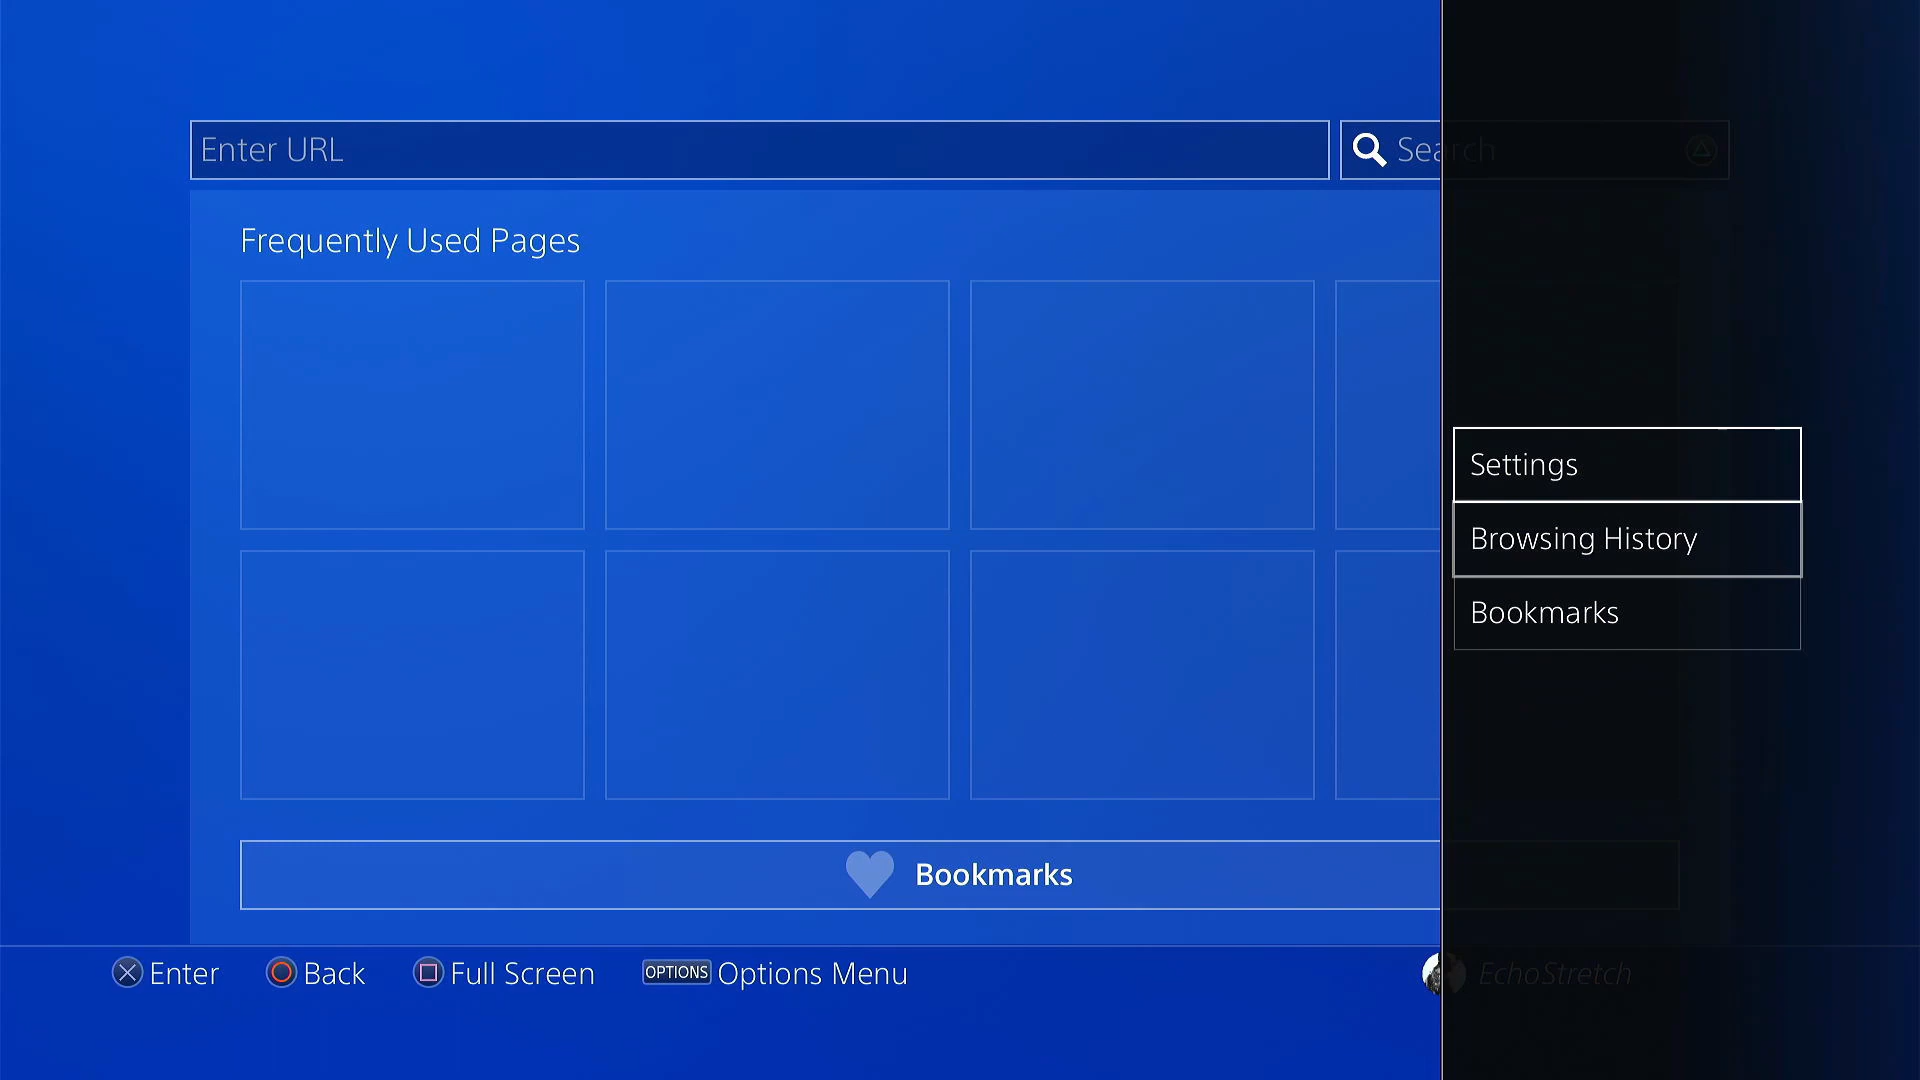 Enter URL
Search
Frequently Used Pages
Settings
Browsing History
Bookmarks
Bookmarks
Enter
Back
Full Screen
OPTIONS Options Menu
EchoStretch